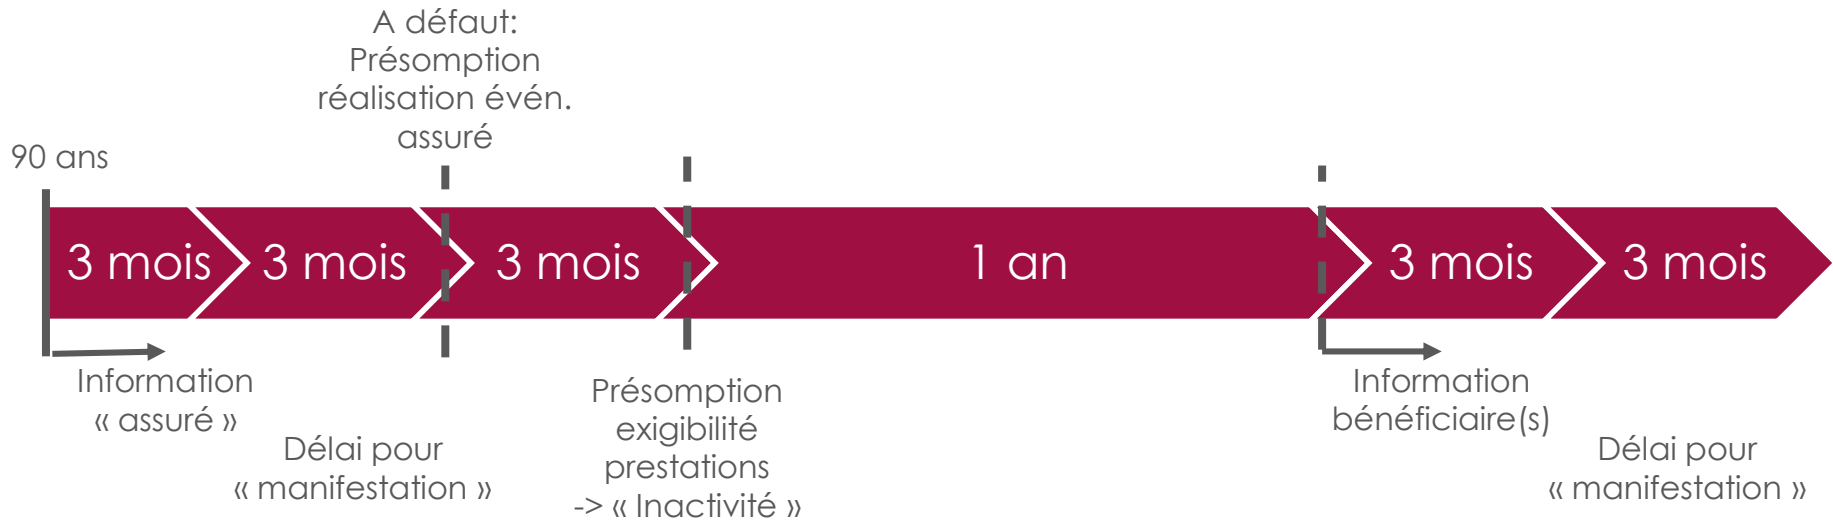 A défaut:
Présomption
réalisation évén.
assuré
90 ans
3 mois
3 mois
3 mois
1 an
3 mois
3 mois
Information
« assuré »
Délai pour
« manifestation »
Présomption
exigibilité
prestations
-> « Inactivité »
Information
bénéficiaire(s)
Délai pour
« manifestation »